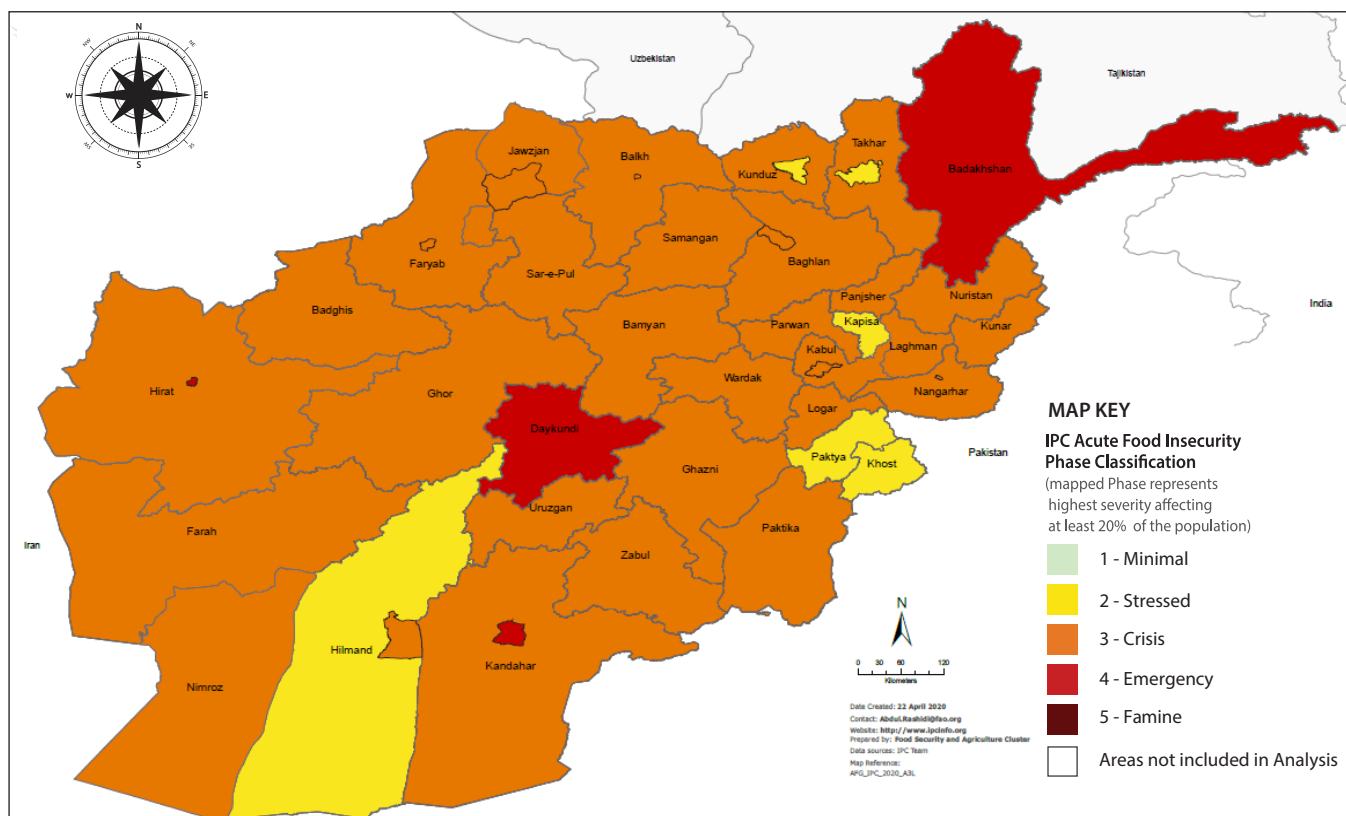 N
NW
NE
W
E
SW
SE
S
Uzbekistan
Tajikistan
Jawzjan
Balkh
Kunduz
Takhar
Badakhshan
Faryab
Sar-e-Pul
Samangan
Baghlan
Badghis
Bamyan
Panjsher
Nuristan
India
Parwan
Kapisa
Kunar
Kabul
Laghman
Hirat
Ghor
Wardak
Nangarhar
Logar
Daykundi
Paktya
Khost
Pakistan
Ghazni
Uruzgan
Paktika
Iran
Farah
Zabul
Hilmand
Kandahar
Nimroz
N
0 30 60 120
Kilometers
Date Created: 22 April 2020
Contact: Abdul.Rashidi@fao.org
Website: http://www.ipcinfo.org
Prepared by: Food Security and Agriculture Cluster
Data sources: IPC Team
Map Reference:
AFG_IPC_2020_A3L
MAP KEY
IPC Acute Food Insecurity
Phase Classification
(mapped Phase represents
highest severity affecting
at least 20% of the population)
1 - Minimal
2 - Stressed
3 - Crisis
4 - Emergency
5 - Famine
Areas not included in Analysis